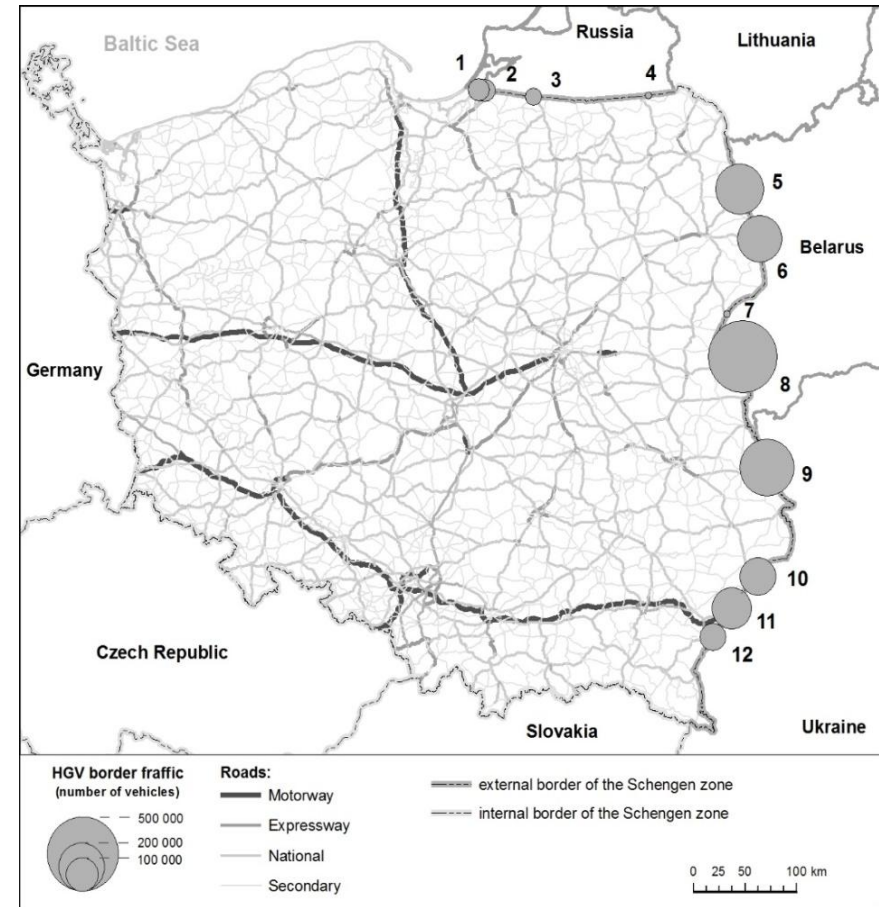 Baltic Sea
Russia
Lithuania
1
2
3
4
5
6
Belarus
7
8
Germany
9
10
11
12
Czech Republic
Slovakia
Ukraine
HGV border fraffic
(number of vehicles)
500 000
200 000
100 000
Roads:
Motorway
Expressway
National
Secondary
external border of the Schengen zone
internal border of the Schengen zone
0 25 50 100 km